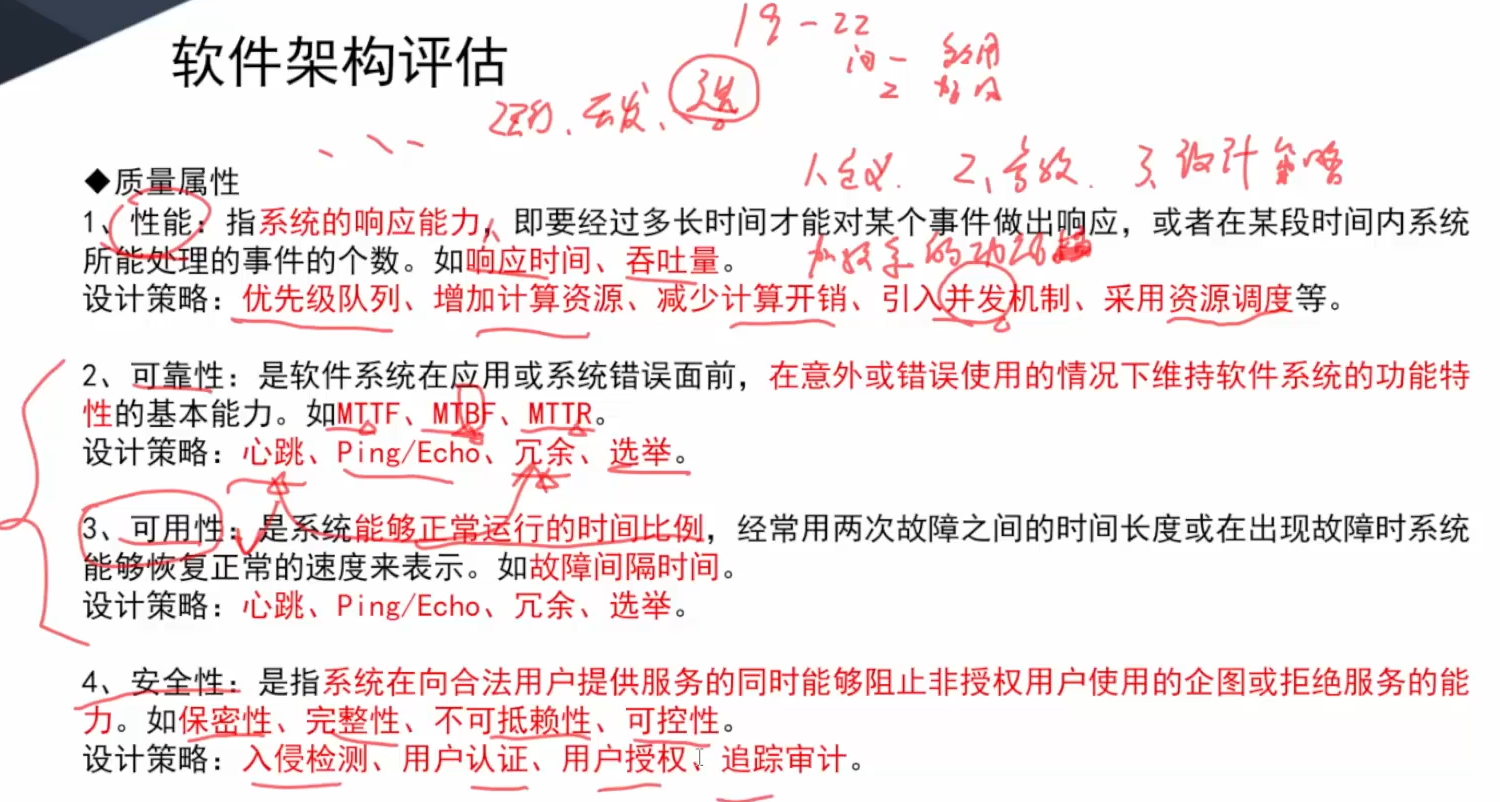 软件架构评估
19-22
◆质量属性
1、含义. 2、参数. 3、设计策略
1、性能:指系统的响应能力,即要经过多长时间才能对某个事件做出响应,或者在某段时间内系统
所能处理的事件的个数。如响应时间、吞吐量。
设计策略:优先级队列、增加计算资源、减少计算开销、引入并发机制、采用资源调度等。
2、可靠性:是软件系统在应用或系统错误面前,在意外或错误使用的情况下维持软件系统的功能特
性的基本能力。如MTTF、MTBF、MTTR。
设计策略:心跳、Ping/Echo、冗余、选举。
3、可用性:是系统能够正常运行的时间比例,经常用两次故障之间的时间长度或在出现故障时系统
能够恢复正常的速度来表示。如故障间隔时间。
设计策略:心跳、Ping/Echo、冗余、选举。
4、安全性:是指系统在向合法用户提供服务的同时能够阻止非授权用户使用的企图或拒绝服务的能
力。如保密性、完整性、不可抵赖性、可控性。
设计策略:入侵检测、用户认证、用户授权、追踪审计。